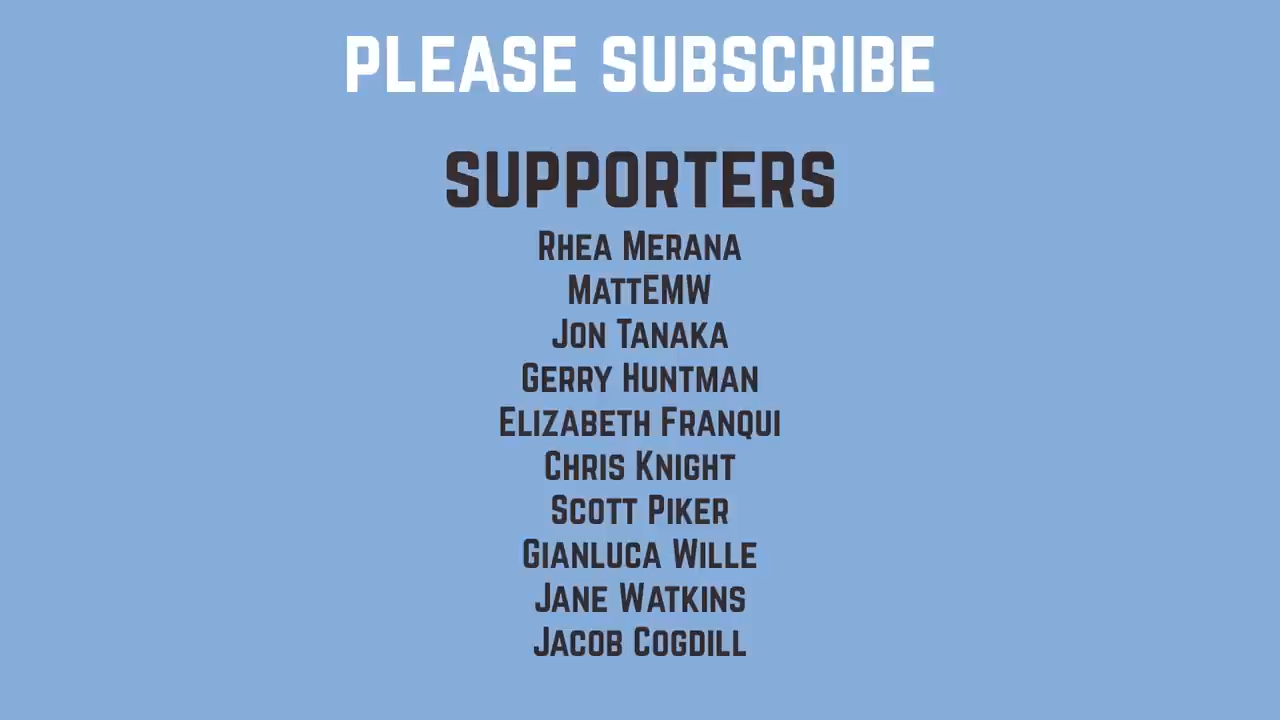 PLEASE SUBSCRIBE
SUPPORTERS
Rhea Merana
MattEMW
Jon Tanaka
Gerry Huntman
Elizabeth Franqui
Chris Knight
Scott Piker
Gianluca Wille
Jane Watkins
Jacob Cogdill